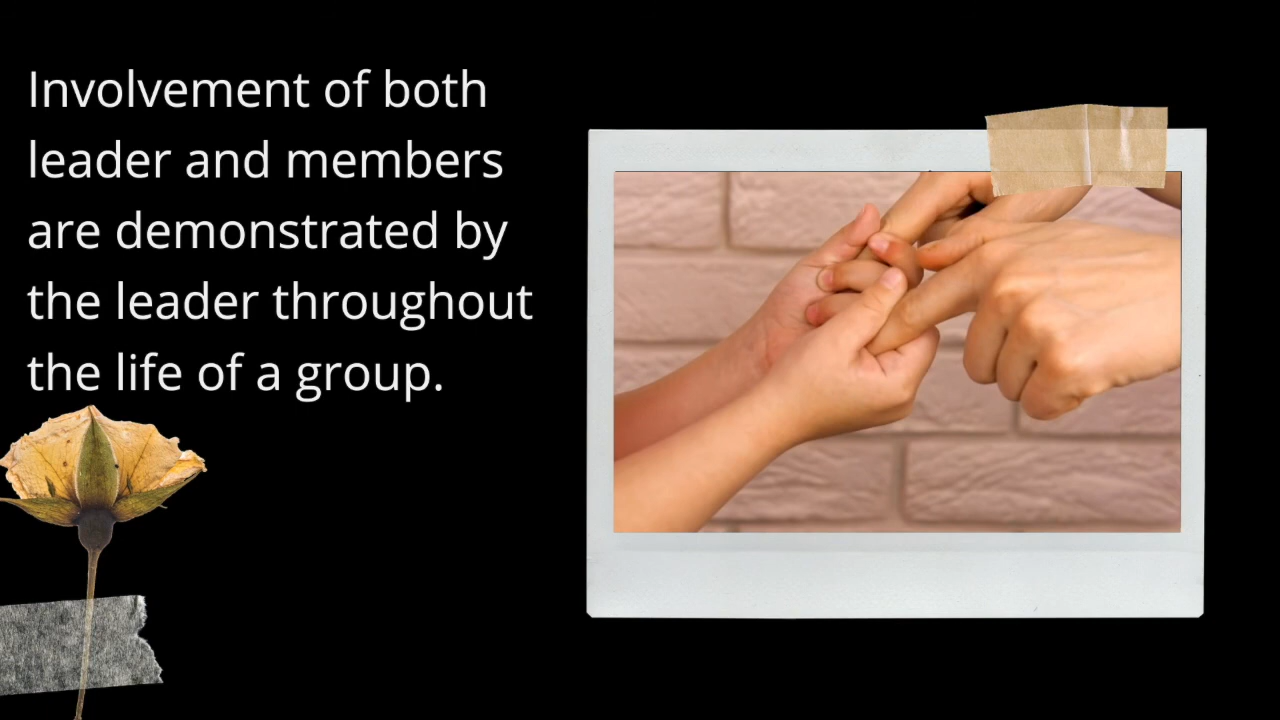 Involvement of both
leader and members
are demonstrated by
the leader throughout
the life of a group.